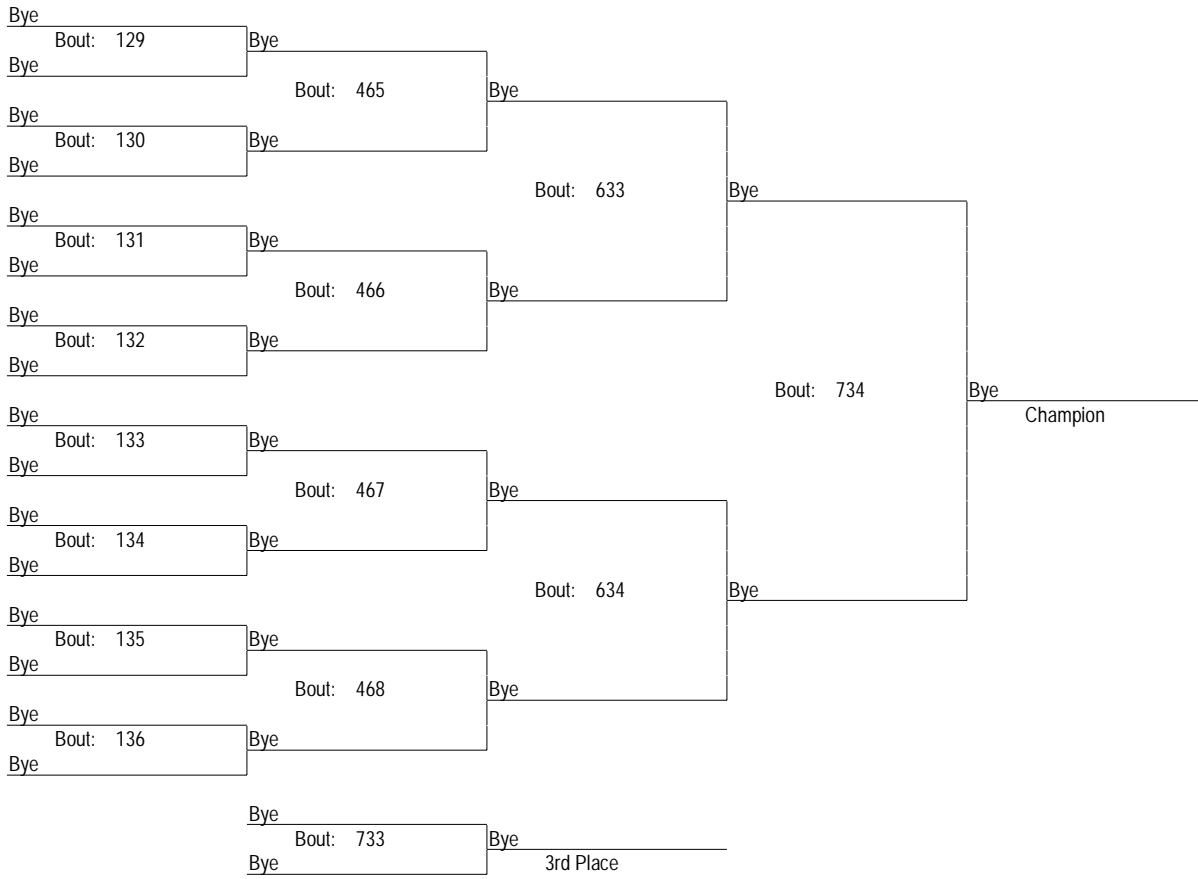 Bye
Bout: 129 Bye
Bye
Bout: 465 Bye
Bye
Bout: 130 Bye
Bye
Bout: 633 Bye
Bye
Bout: 131 Bye
Bye
Bout: 466 Bye
Bye
Bout: 132 Bye
Bye
Bout: 734 Bye
Champion
Bye
Bout: 133 Bye
Bye
Bout: 467 Bye
Bye
Bout: 134 Bye
Bye
Bout: 634 Bye
Bye
Bout: 135 Bye
Bye
Bout: 468 Bye
Bye
Bout: 136 Bye
Bye
Bye
Bout: 733 Bye
Bye 3rd Place